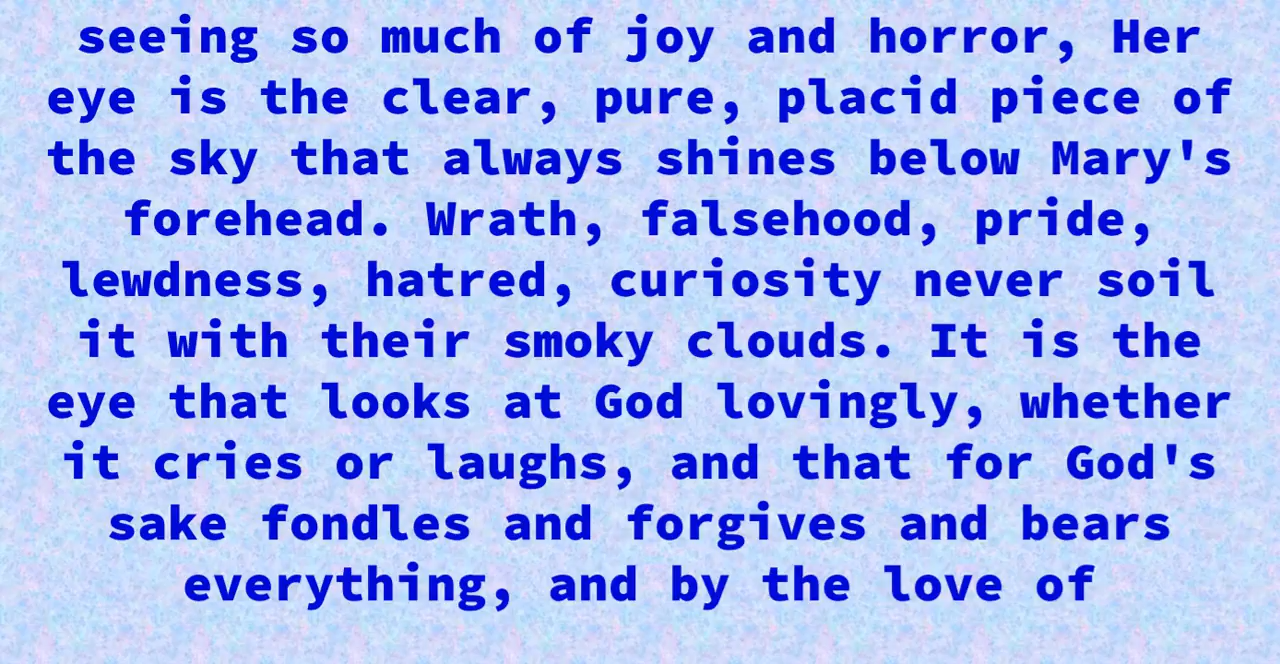 seeing so much of joy and horror, Her
eye is the clear, pure, placid piece of
the sky that always shines below Mary's
forehead. Wrath, falsehood, pride,
lewdness, hatred, curiosity never soil
it with their smoky clouds. It is the
eye that looks at God lovingly, whether
it cries or laughs, and that for God's
sake fondles and forgives and bears
everything, and by the love of